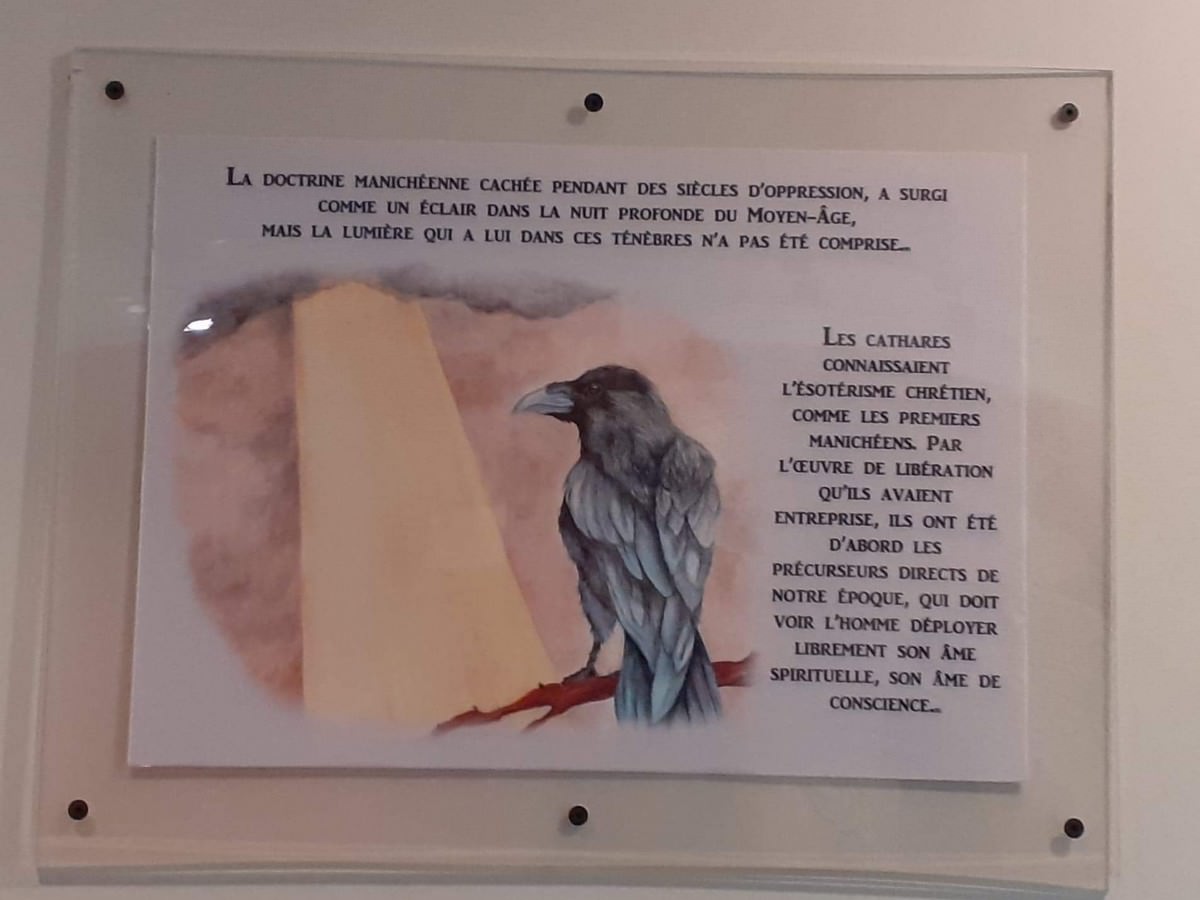 La doctrine manichéenne cachée pendant des siècles d'oppression, a surgi
comme un éclair dans la nuit profonde du Moyen-Âge,
mais la lumière qui a lui dans ces ténèbres n'a pas été comprise...
Les cathares
connaissaient
l'ésotérisme chrétien,
comme les premiers
manichéens. Par
l'œuvre de libération
qu'ils avaient
entreprise, ils ont été
d'abord les
précurseurs directs de
notre époque, qui doit
voir l'homme déployer
librement son âme
spirituelle, son âme de
conscience...